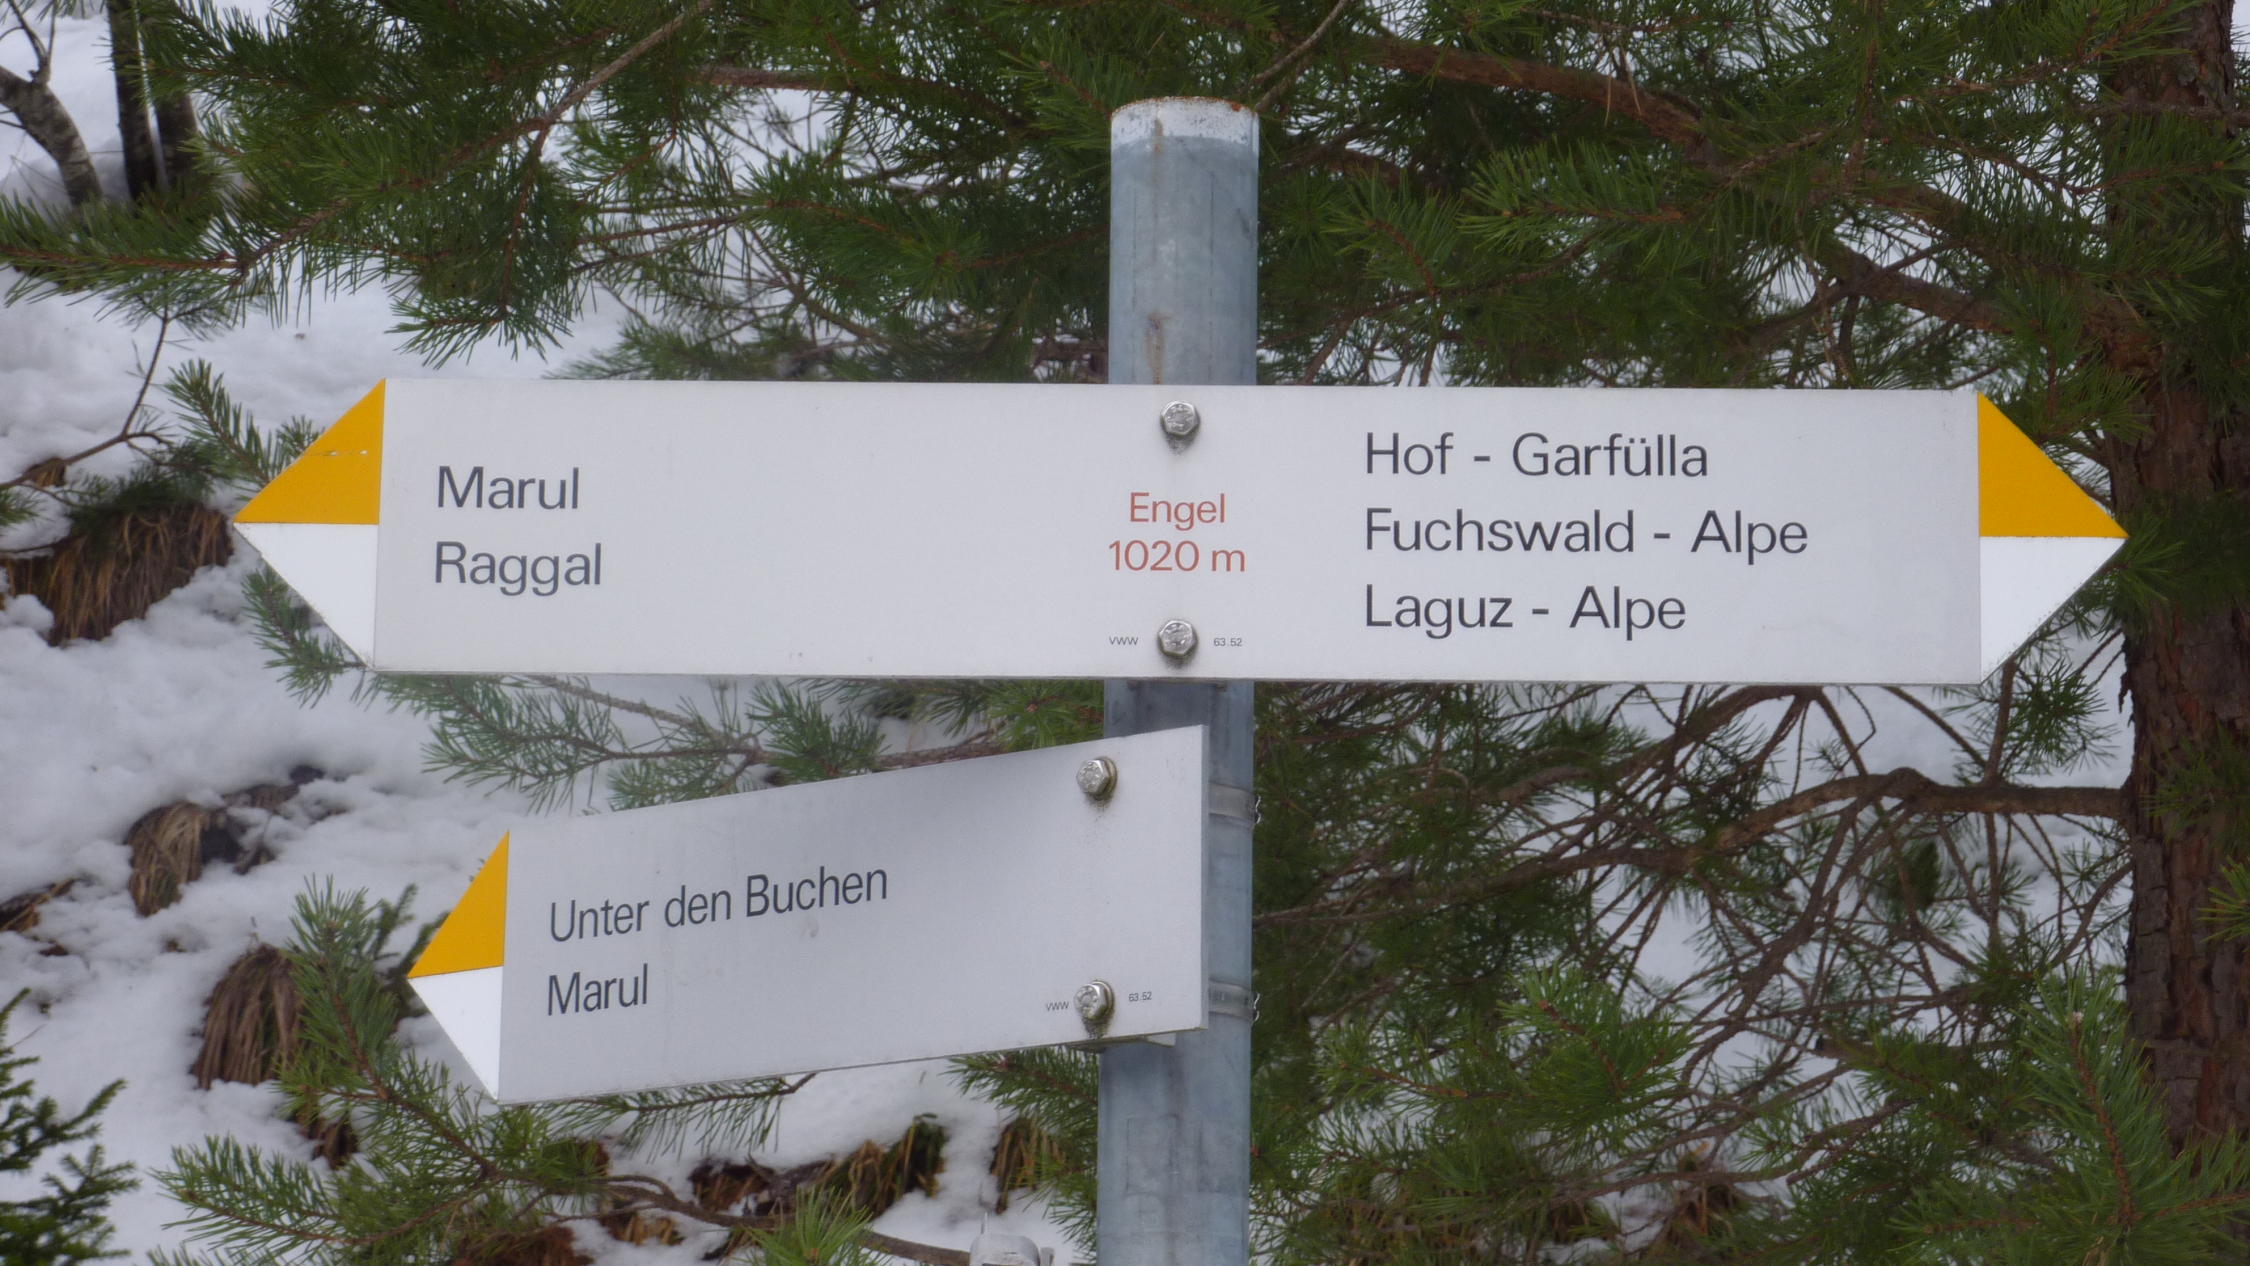 Marul
Raggal
Engel
1020 m
VWW 63.52
Hof - Garfülla
Fuchswald - Alpe
Laguz - Alpe
Unter den Buchen
Marul
VWW 63.52